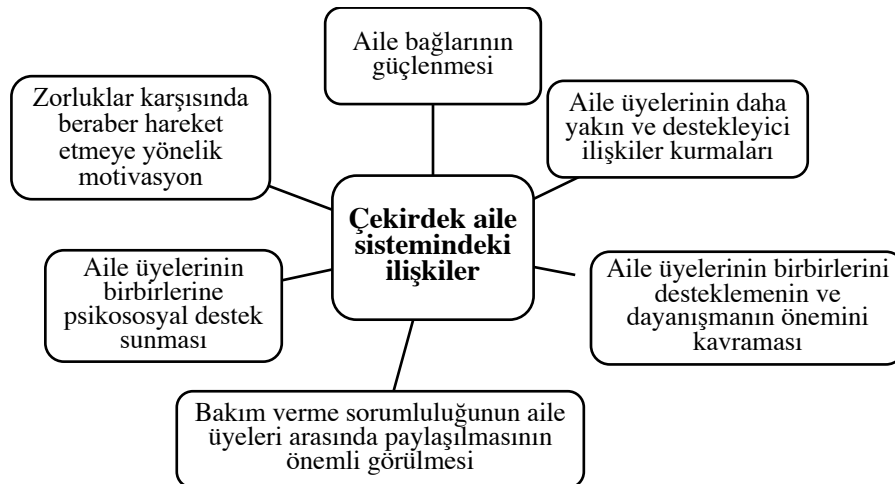 Aile bağlarının
güçlenmesi
Zorluklar karşısında
beraber hareket
etmeye yönelik
motivasyon
Aile üyelerinin daha
yakın ve destekleyici
ilişkiler kurmaları
Çekirdek aile
sistemindeki
ilişkiler
Aile üyelerinin
birbirlerine
psikososyal destek
sunması
Aile üyelerinin birbirlerini
desteklemenin ve
dayanışmanın önemini
kavraması
Bakım verme sorumluluğunun aile
üyeleri arasında paylaşılmasının
önemli görülmesi